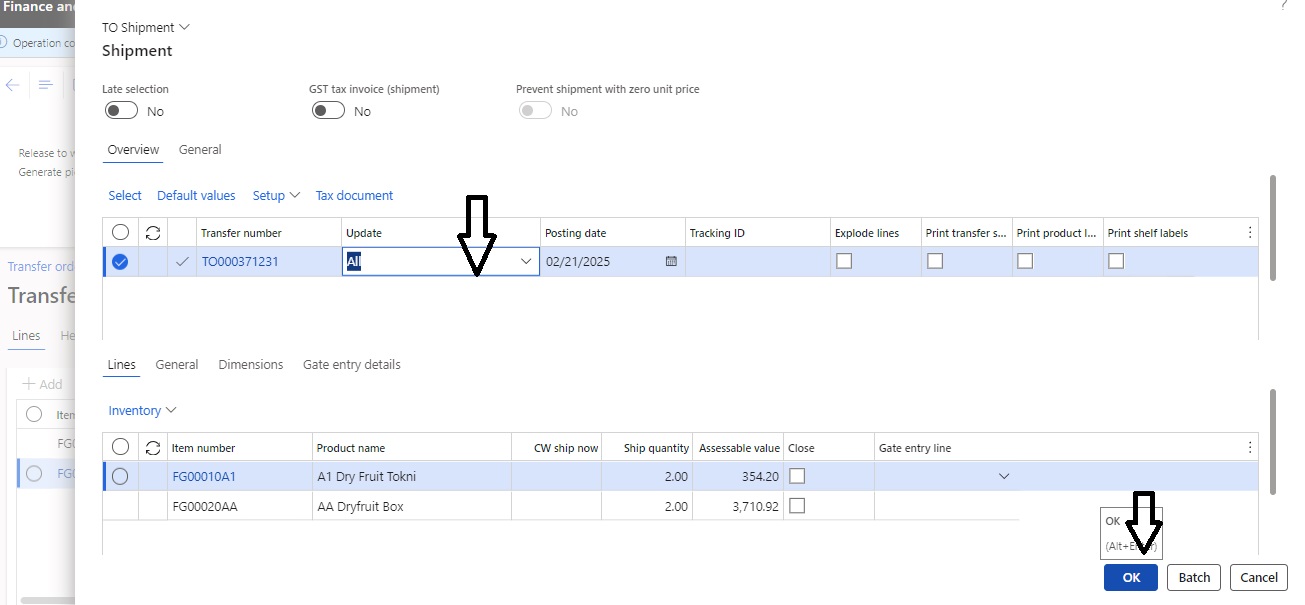 Finance an
?
Operation co
TO Shipment
Shipment
Late selection
No
GST tax invoice (shipment)
No
Prevent shipment with zero unit price
No
Release to w
Generate pi
Overview General
Select Default values Setup Tax document
Transfer number Update Posting date Tracking ID Explode lines Print transfer s... Print product l... Print shelf labels
TO000371231 All 02/21/2025
Transfer ord
Transfe
Lines He
Add
Item
FG0
FG0
Lines General Dimensions Gate entry details
Inventory
Item number Product name CW ship now Ship quantity Assessable value Close Gate entry line
FG00010A1 A1 Dry Fruit Tokni 2.00 354.20
FG00020AA AA Dryfruit Box 2.00 3,710.92
OK
OK Batch Cancel